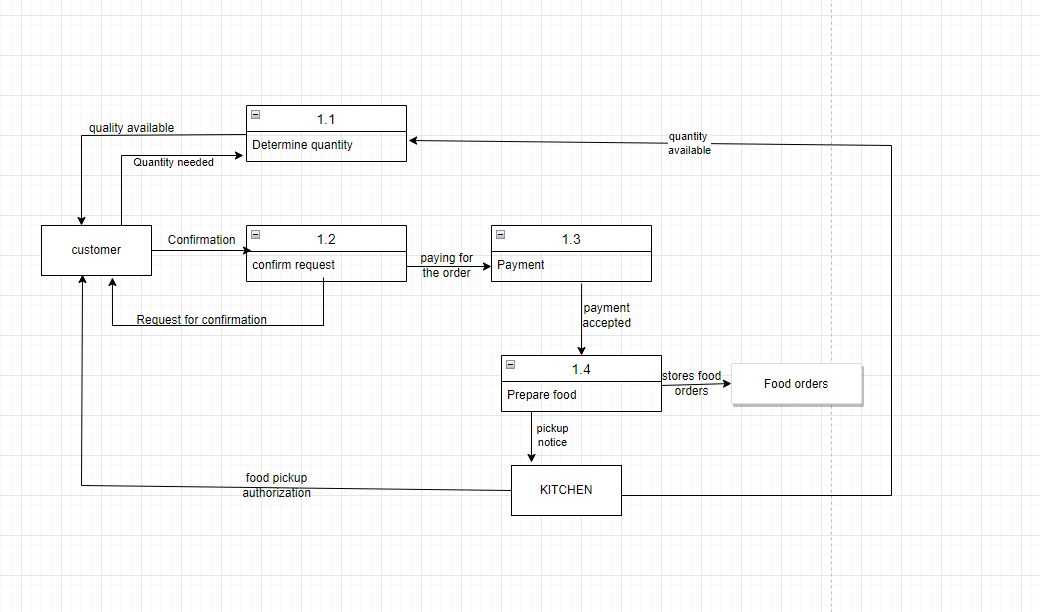 1.1
quality available
Determine quantity
Quantity needed
quantity
available
customer
Confirmation
1.2
confirm request
paying for
the order
1.3
Payment
Request for confirmation
payment
accepted
1.4
Prepare food
stores food
orders
Food orders
pickup
notice
food pickup
authorization
KITCHEN